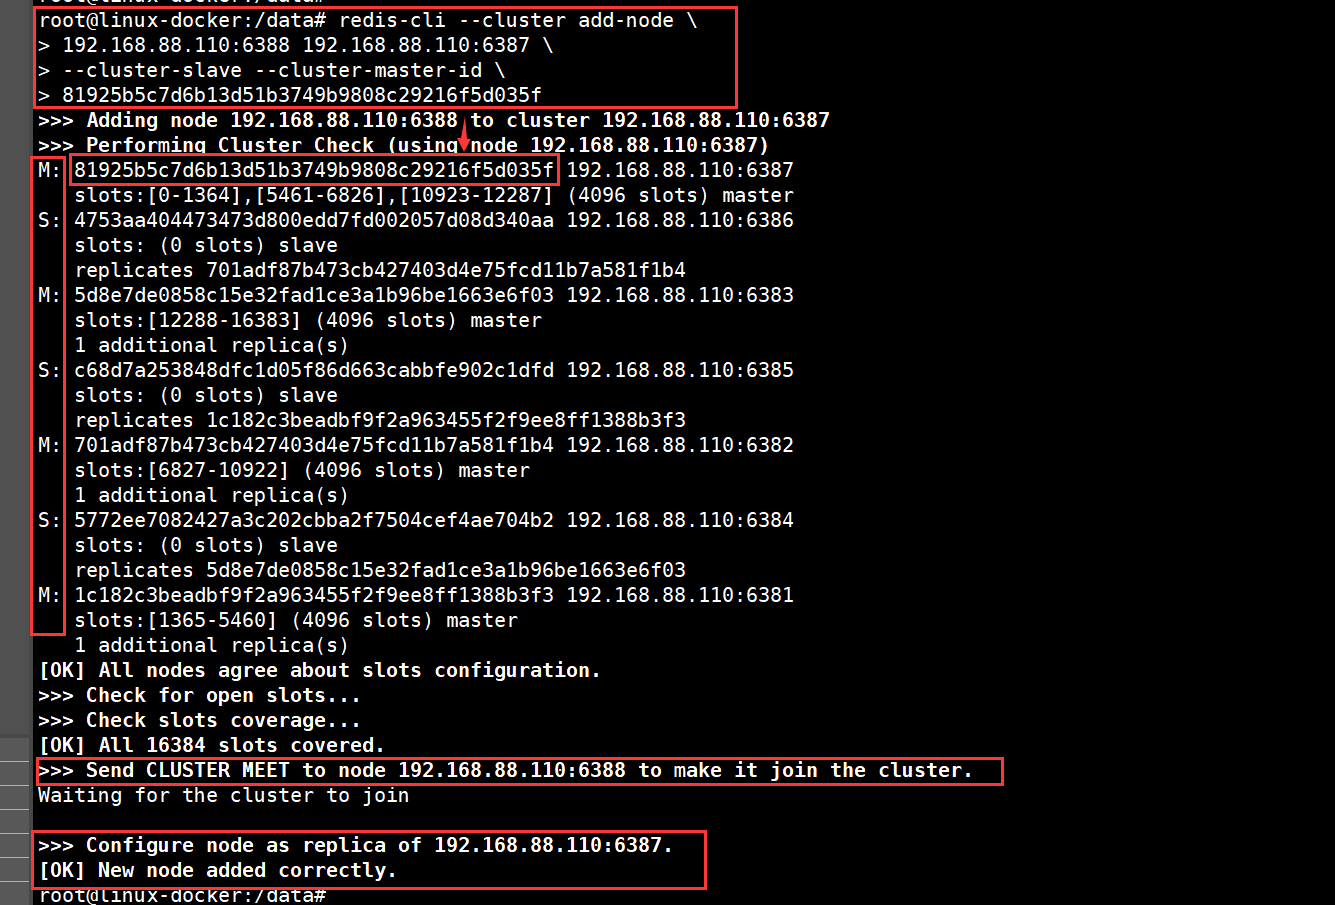 root@linux-docker:/data# redis-cli --cluster add-node \
> 192.168.88.110:6388 192.168.88.110:6387 \
> --cluster-slave --cluster-master-id \
> 81925b5c7d6b13d51b3749b9808c29216f5d035f
>>> Adding node 192.168.88.110:6388 to cluster 192.168.88.110:6387
>>> Performing Cluster Check (using node 192.168.88.110:6387)
M: 81925b5c7d6b13d51b3749b9808c29216f5d035f 192.168.88.110:6387
slots:[0-1364],[5461-6826],[10923-12287] (4096 slots) master
S: 4753aa404473473d800edd7fd002057d08d340aa 192.168.88.110:6386
slots: (0 slots) slave
replicates 701adf87b473cb427403d4e75fcd11b7a581f1b4
M: 5d8e7de0858c15e32fad1ce3a1b96be1663e6f03 192.168.88.110:6383
slots:[12288-16383] (4096 slots) master
1 additional replica(s)
S: c68d7a253848dfc1d05f86d663cabbfe902c1dfd 192.168.88.110:6385
slots: (0 slots) slave
replicates 1c182c3beadbf9f2a963455f2f9ee8ff1388b3f3
M: 701adf87b473cb427403d4e75fcd11b7a581f1b4 192.168.88.110:6382
slots:[6827-10922] (4096 slots) master
1 additional replica(s)
S: 5772ee7082427a3c202cbba2f7504cef4ae704b2 192.168.88.110:6384
slots: (0 slots) slave
replicates 5d8e7de0858c15e32fad1ce3a1b96be1663e6f03
M: 1c182c3beadbf9f2a963455f2f9ee8ff1388b3f3 192.168.88.110:6381
slots:[1365-5460] (4096 slots) master
1 additional replica(s)
[OK] All nodes agree about slots configuration.
>>> Check for open slots...
>>> Check slots coverage...
[OK] All 16384 slots covered.
>>> Send CLUSTER MEET to node 192.168.88.110:6388 to make it join the cluster.
Waiting for the cluster to join
>>> Configure node as replica of 192.168.88.110:6387.
[OK] New node added correctly.
root@linux-docker:/data#